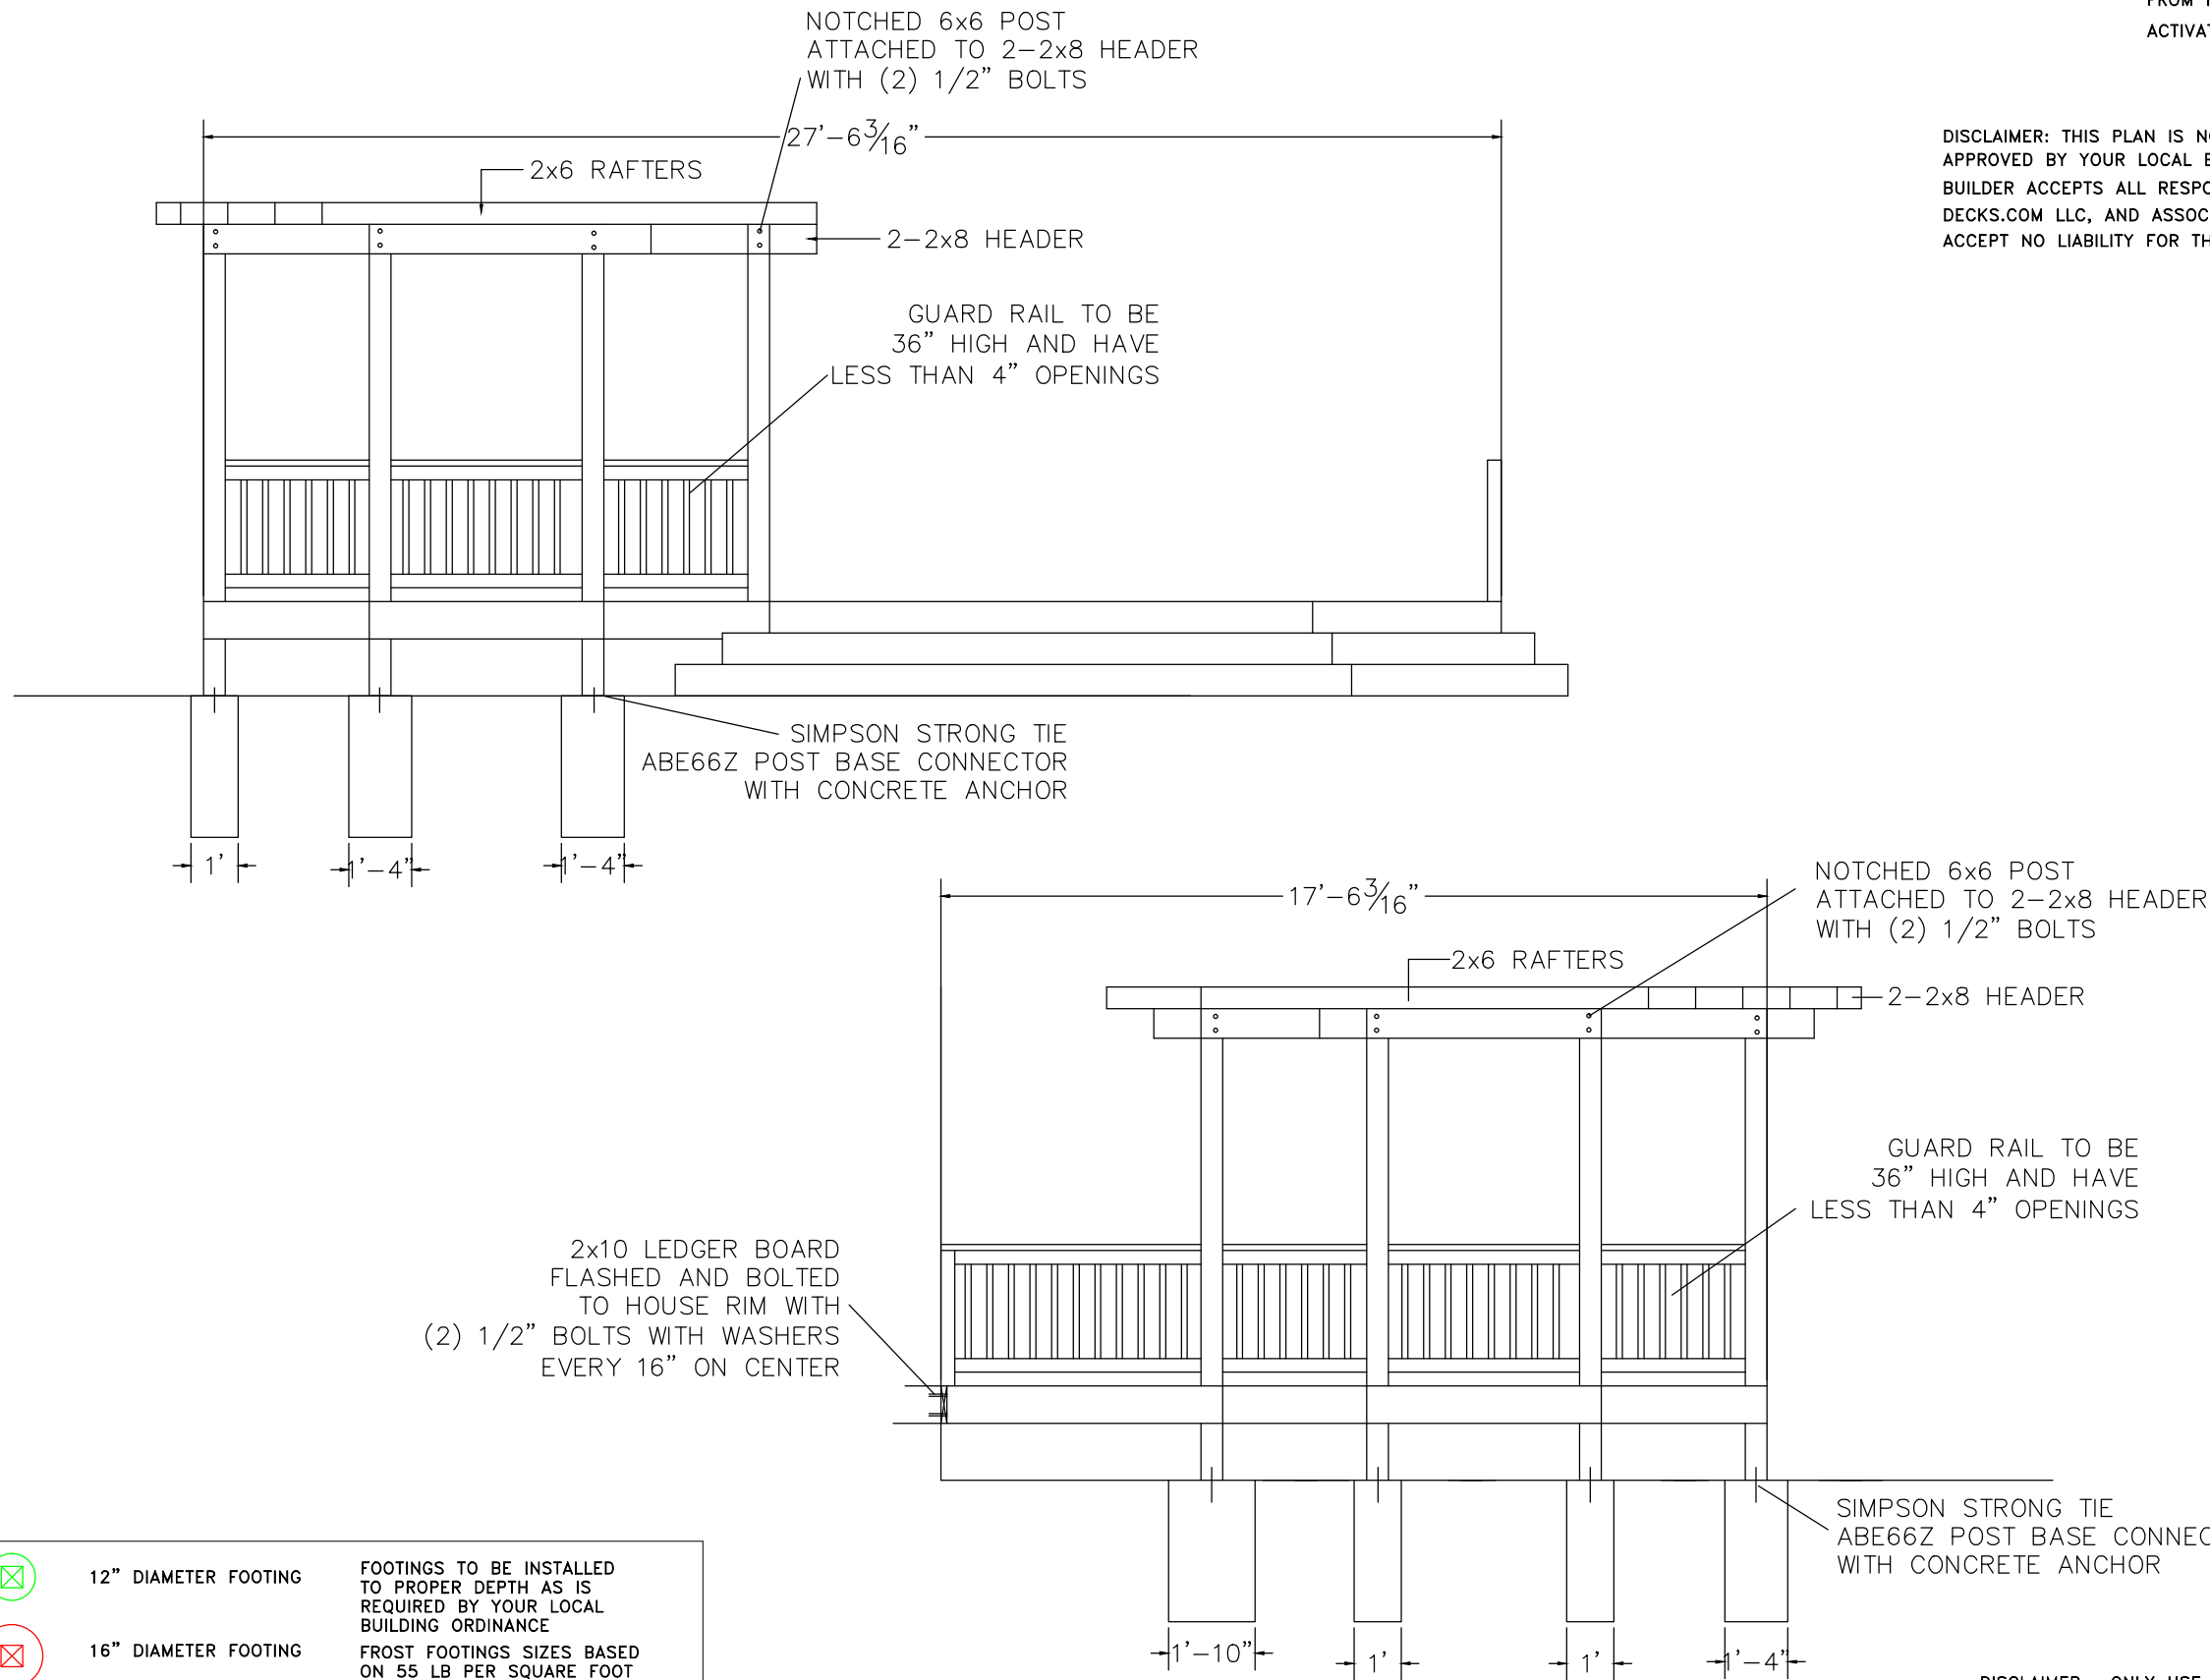 NOTCHED 6x6 POST
ATTACHED TO 2-2x8 HEADER
WITH (2) 1/2" BOLTS
27'-6 3/16"
2x6 RAFTERS
2-2x8 HEADER
GUARD RAIL TO BE
36" HIGH AND HAVE
LESS THAN 4" OPENINGS
SIMPSON STRONG TIE
ABE66Z POST BASE CONNECTOR
WITH CONCRETE ANCHOR
1'
1'-4"
1'-4"
FROM
DISCLAIMER: THIS PLAN IS
APPROVED BY YOUR LOCAL
BUILDER ACCEPTS ALL
DECKS.COM LLC, AND
ACCEPT NO LIABILITY FOR
17'-6 3/16"
NOTCHED 6x6 POST
ATTACHED TO 2-2x8 HEADER
WITH (2) 1/2" BOLTS
2x6 RAFTERS
2-2x8 HEADER
GUARD RAIL TO BE
36" HIGH AND HAVE
LESS THAN 4" OPENINGS
2x10 LEDGER BOARD
FLASHED AND BOLTED
TO HOUSE RIM WITH
(2) 1/2" BOLTS WITH WASHERS
EVERY 16" ON CENTER
SIMPSON STRONG TIE
ABE66Z POST BASE
WITH CONCRETE ANCHOR
1'-10"
1'
1'
1'-4"
12" DIAMETER FOOTING
FOOTINGS TO BE INSTALLED
TO PROPER DEPTH AS IS
REQUIRED BY YOUR LOCAL
BUILDING ORDINANCE
16" DIAMETER FOOTING
FROST FOOTINGS SIZES BASED
ON 55 LB PER SQUARE FOOT
DISCLAIMER ONLY USE